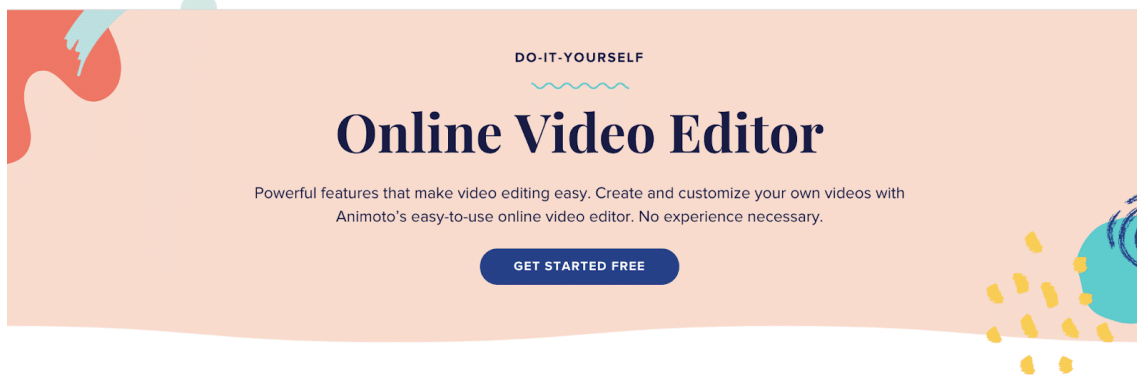 DO-IT-YOURSELF
Online Video Editor
Powerful features that make video editing easy. Create and customize your own videos with
Animoto’s easy-to-use online video editor. No experience necessary.
GET STARTED FREE